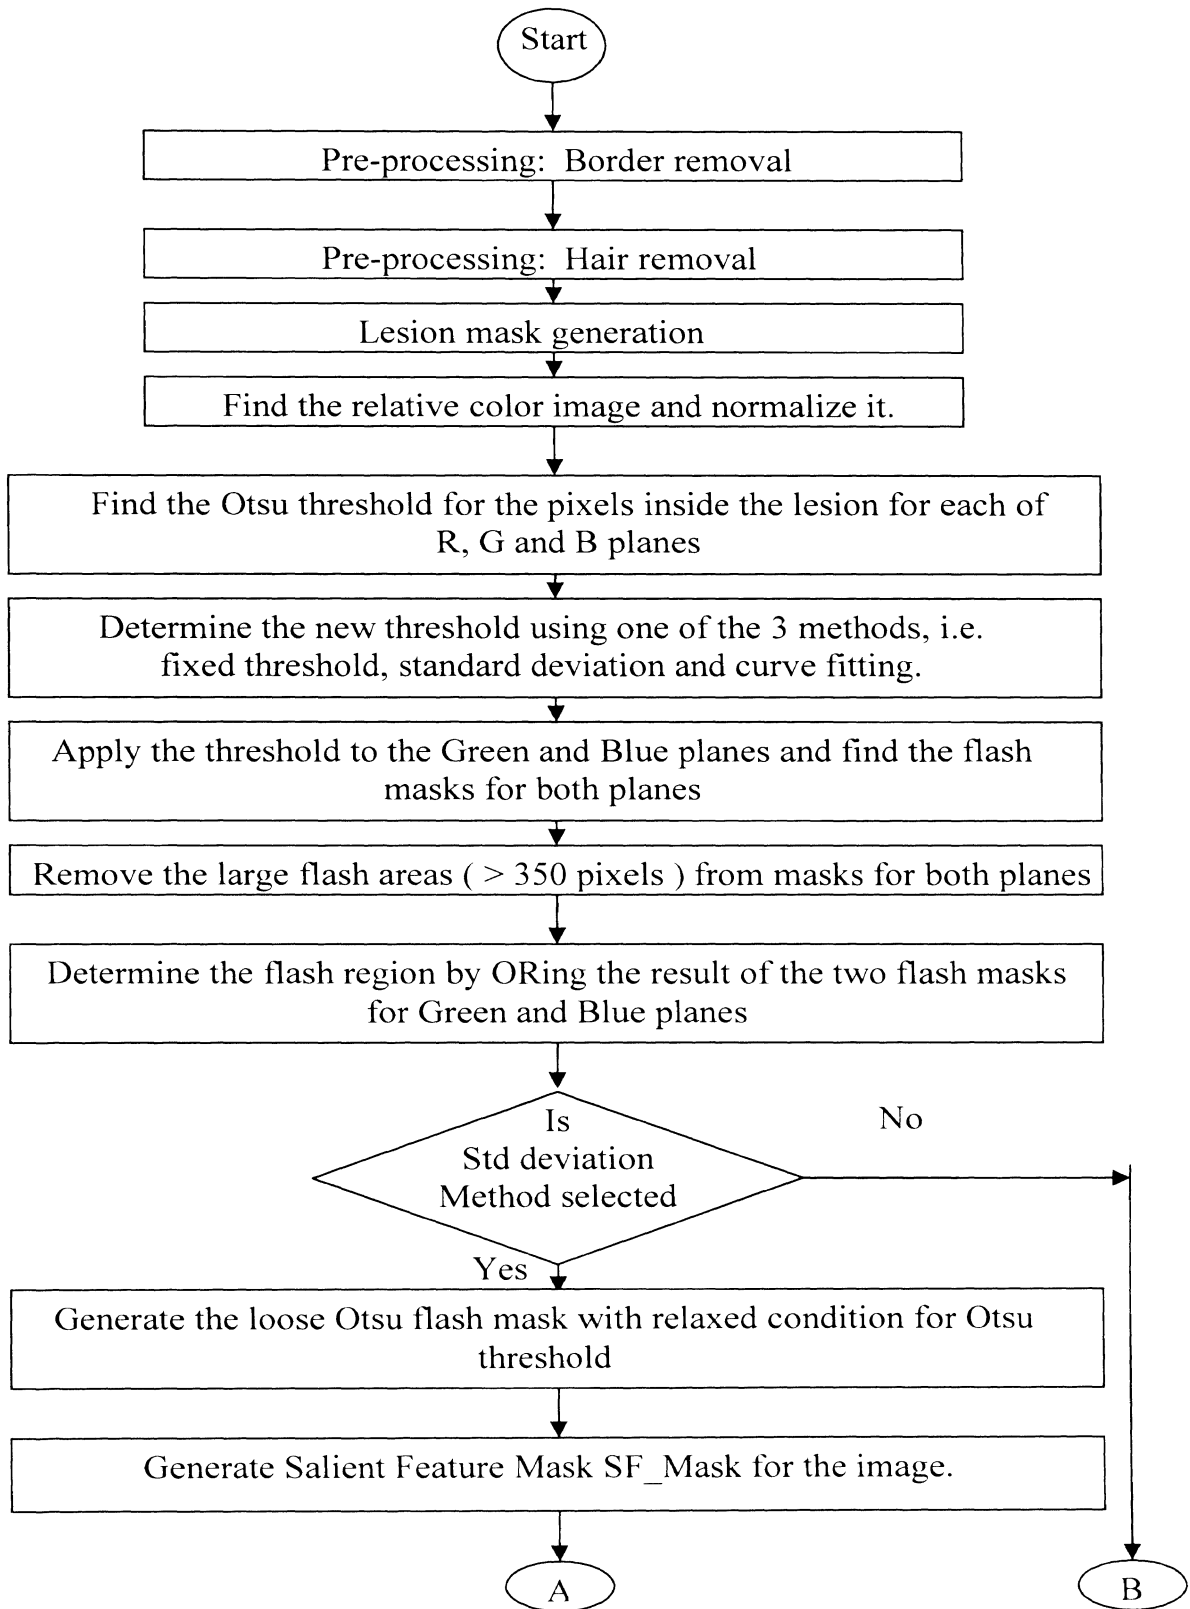 Start
Pre-processing: Border removal
Pre-processing: Hair removal
Lesion mask generation
Find the relative color image and normalize it.
Find the Otsu threshold for the pixels inside the lesion for each of
R, G and B planes
Determine the new threshold using one of the 3 methods, i.e.
fixed threshold, standard deviation and curve fitting.
Apply the threshold to the Green and Blue planes and find the flash
masks for both planes
Remove the large flash areas ( > 350 pixels ) from masks for both planes
Determine the flash region by ORing the result of the two flash masks
for Green and Blue planes
Is
Std deviation
Method selected
No
Yes
Generate the loose Otsu flash mask with relaxed condition for Otsu
threshold
Generate Salient Feature Mask SF_Mask for the image.
A
B